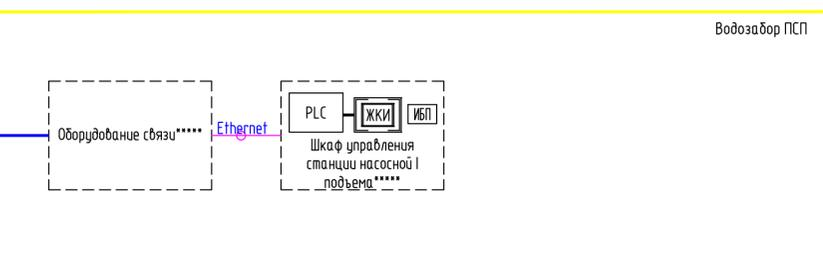 Водозабор ПСП
Оборудование связи*****
Ethernet
PLC
ЖКИ
ИБП
Шкаф управления
станции насосной I
подъема*****